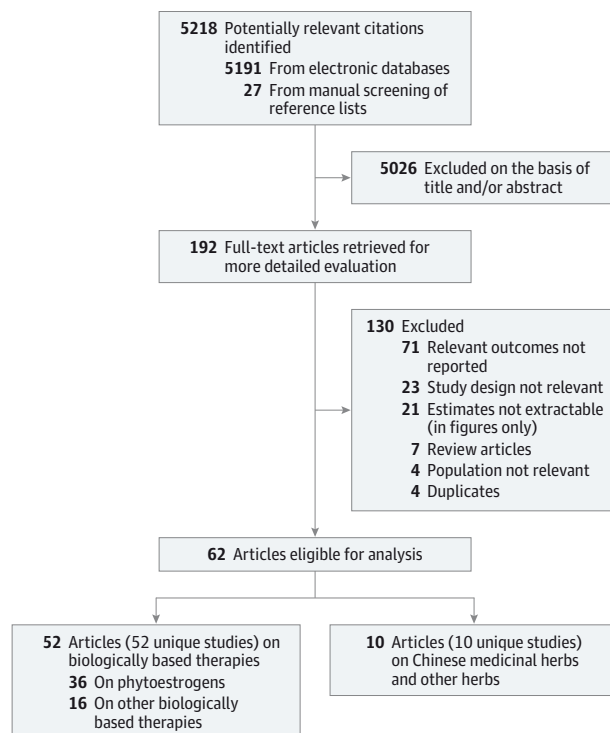 5218 Potentially relevant citations
identified
5191 From electronic databases
27 From manual screening of
reference lists
5026 Excluded on the basis of
title and/or abstract
192 Full-text articles retrieved for
more detailed evaluation
130 Excluded
71 Relevant outcomes not
reported
23 Study design not relevant
21 Estimates not extractable
(in figures only)
7 Review articles
4 Population not relevant
4 Duplicates
62 Articles eligible for analysis
52 Articles (52 unique studies) on
biologically based therapies
36 On phytoestrogens
16 On other biologically
based therapies
10 Articles (10 unique studies)
on Chinese medicinal herbs
and other herbs